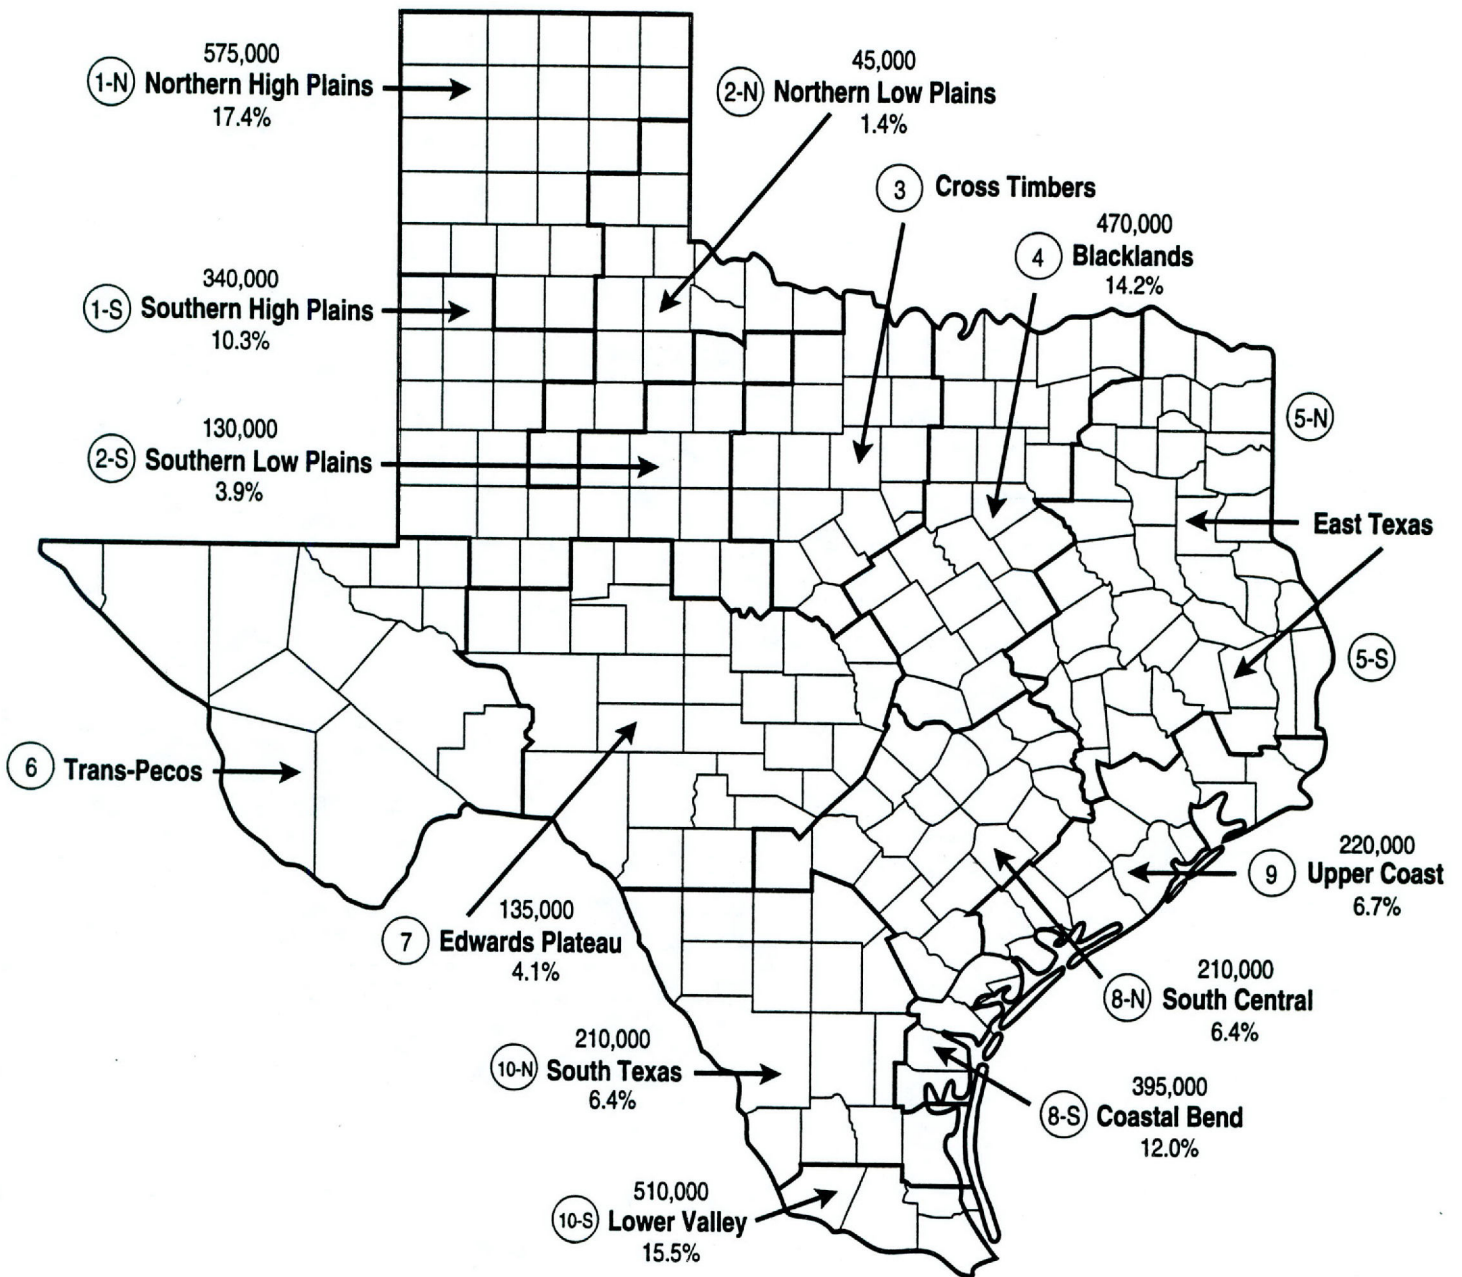 575,000
1-N Northern High Plains
17.4%
45,000
2-N Northern Low Plains
1.4%
3 Cross Timbers
470,000
4 Blacklands
14.2%
340,000
1-S Southern High Plains
10.3%
5-N
130,000
2-S Southern Low Plains
3.9%
East Texas
5-S
6 Trans-Pecos
220,000
9 Upper Coast
6.7%
135,000
7 Edwards Plateau
4.1%
210,000
8-N South Central
6.4%
210,000
10-N South Texas
6.4%
395,000
8-S Coastal Bend
12.0%
510,000
10-S Lower Valley
15.5%